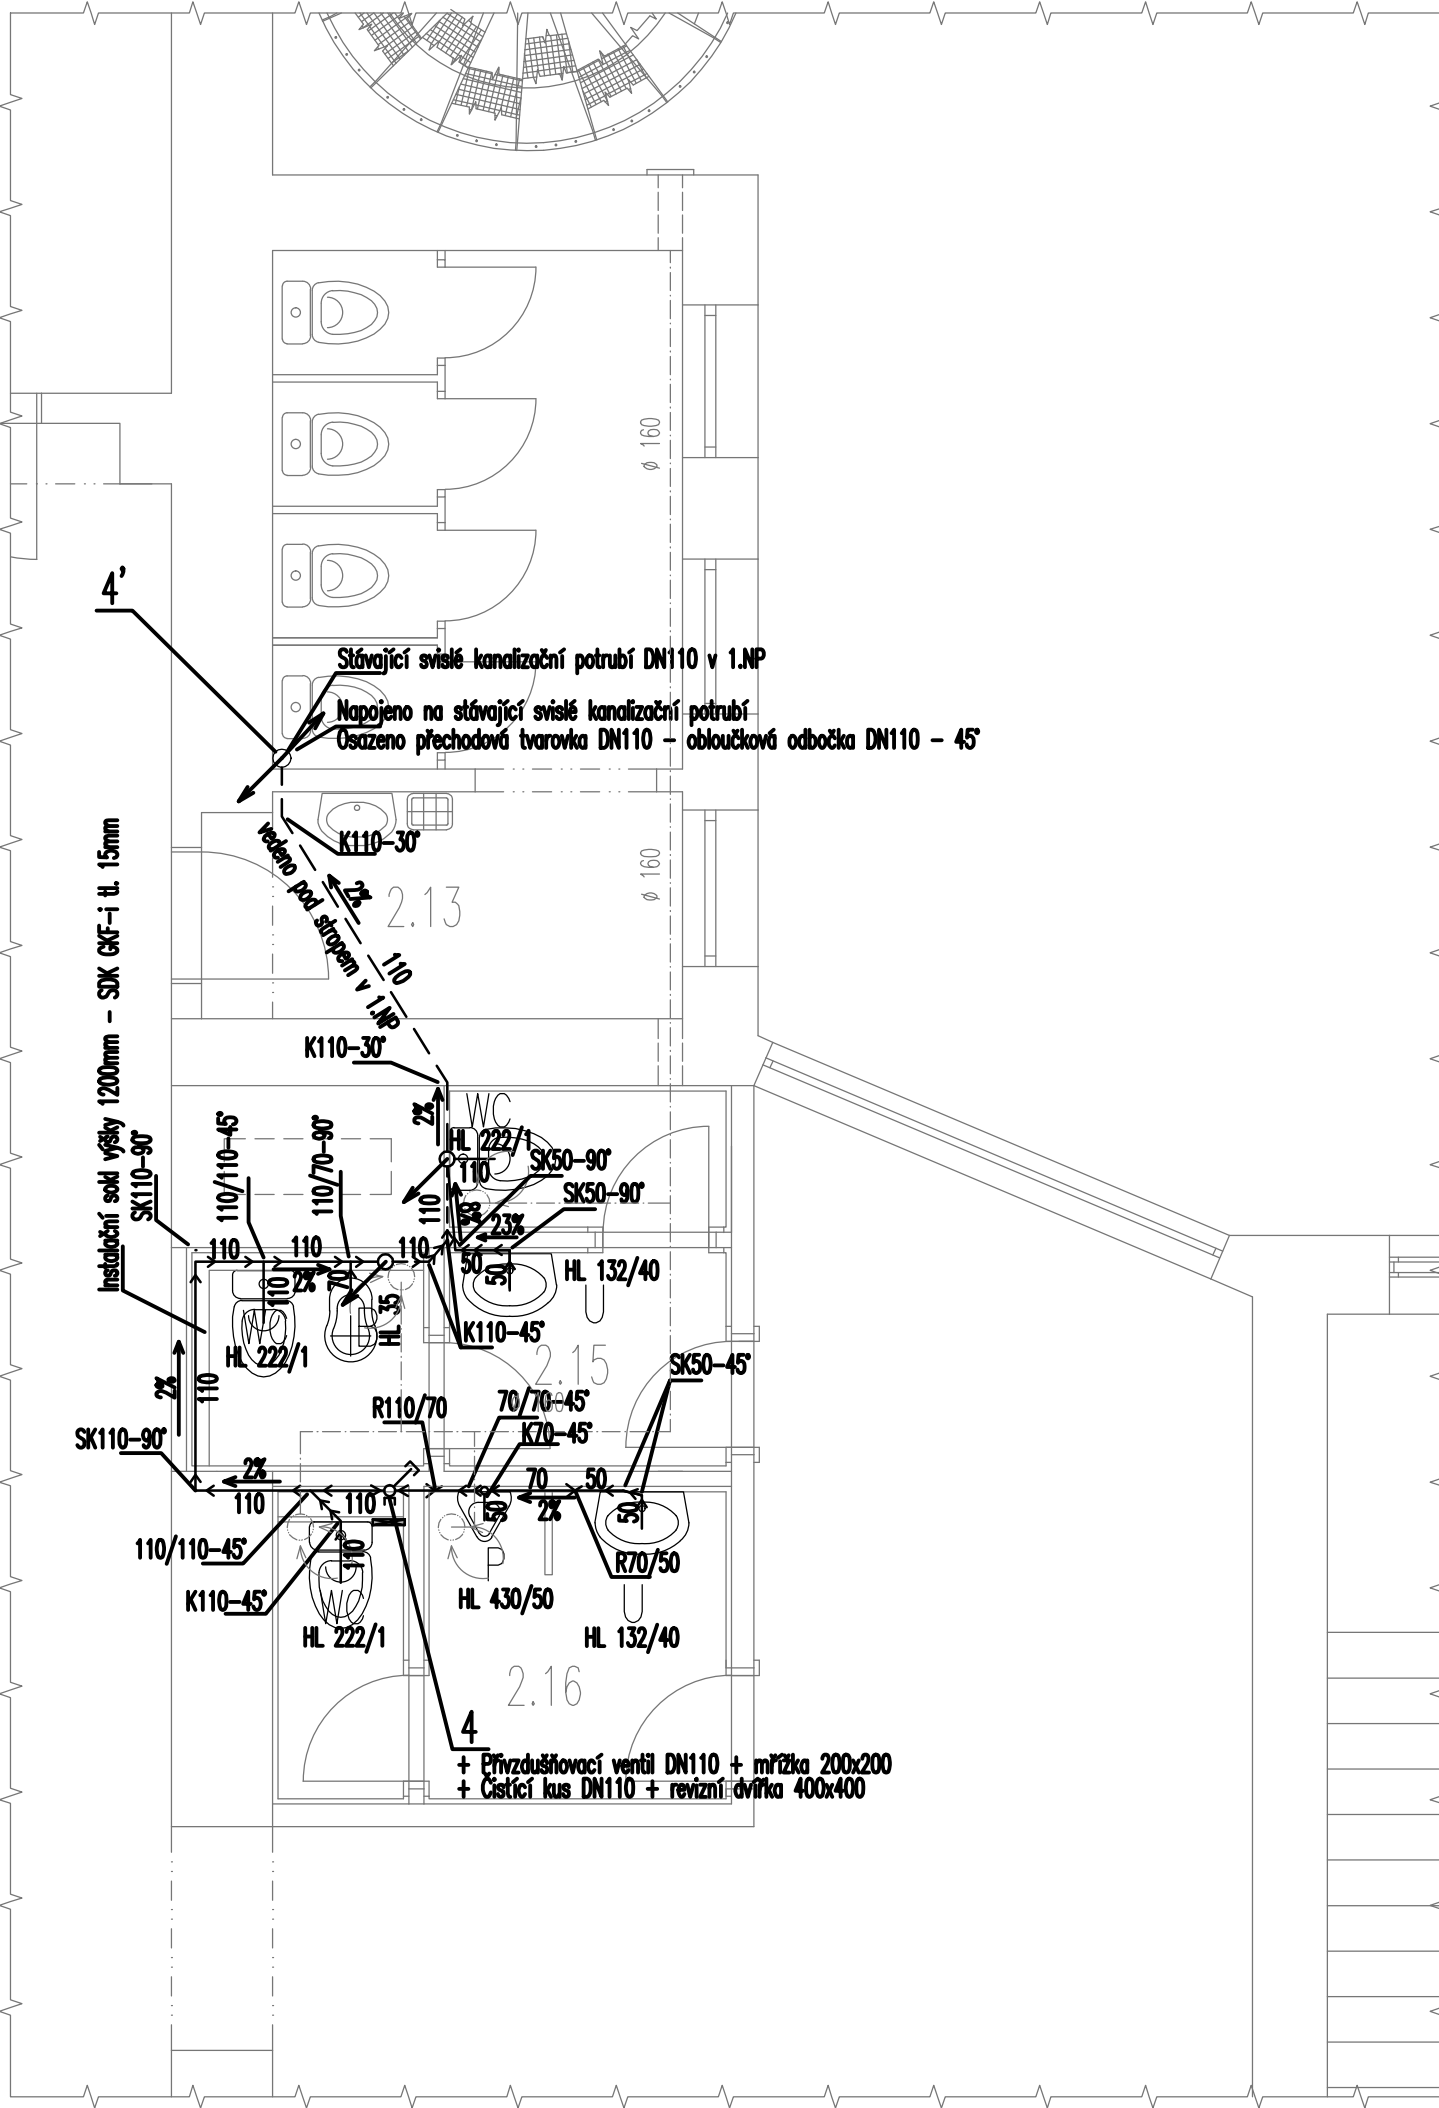 ø 160
4'
Stávající svislé kanalizační potrubí DN110 v 1.NP
Napojeno na stávající svislé kanalizační potrubí
Osazeno přechodová tvarovka DN110 – obloučková odbočka DN110 – 45°
K110–30°
vedeno pod stropem v 1.NP
2%
110
2.13
ø 160
Instalační sokl výšky 1200mm – SDK GKF–i tl. 15mm
K110–30°
2%
WC
HL 222/1
110
SK50–90°
SK50–90°
SK110–90°
110/110–45°
110/70–90°
110
23%
50
50
HL 132/40
110
110
110
2%
110
70
WC
HL 222/1
B
HL 35
K110–45°
2.15
SK50–45°
2%
110
R110/70
70/70–45°
K70–45°
SK110–90°
2%
110
110
70
2%
50
50
50
110/110–45°
110
K110–45°
WC
HL 222/1
P
HL 430/50
R70/50
HL 132/40
2.16
4
+ Přivzdušňovací ventil DN110 + mřížka 200x200
+ Čistící kus DN110 + revizní dvířka 400x400